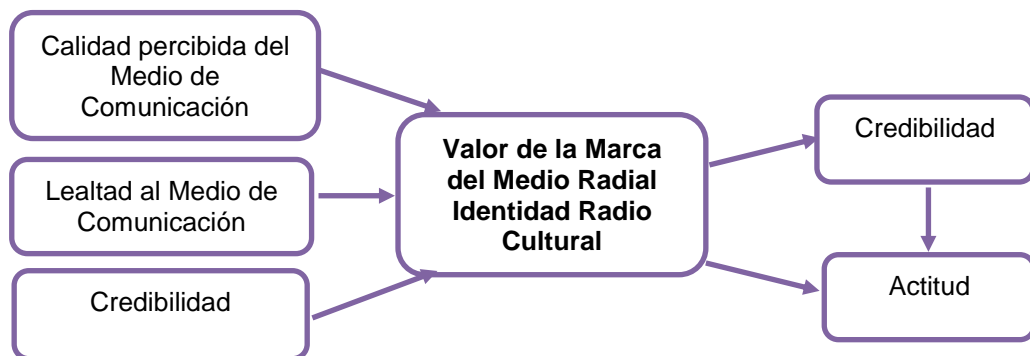 Calidad percibida del
Medio de
Comunicación
Lealtad al Medio de
Comunicación
Credibilidad
Valor de la Marca
del Medio Radial
Identidad Radio
Cultural
Credibilidad
Actitud